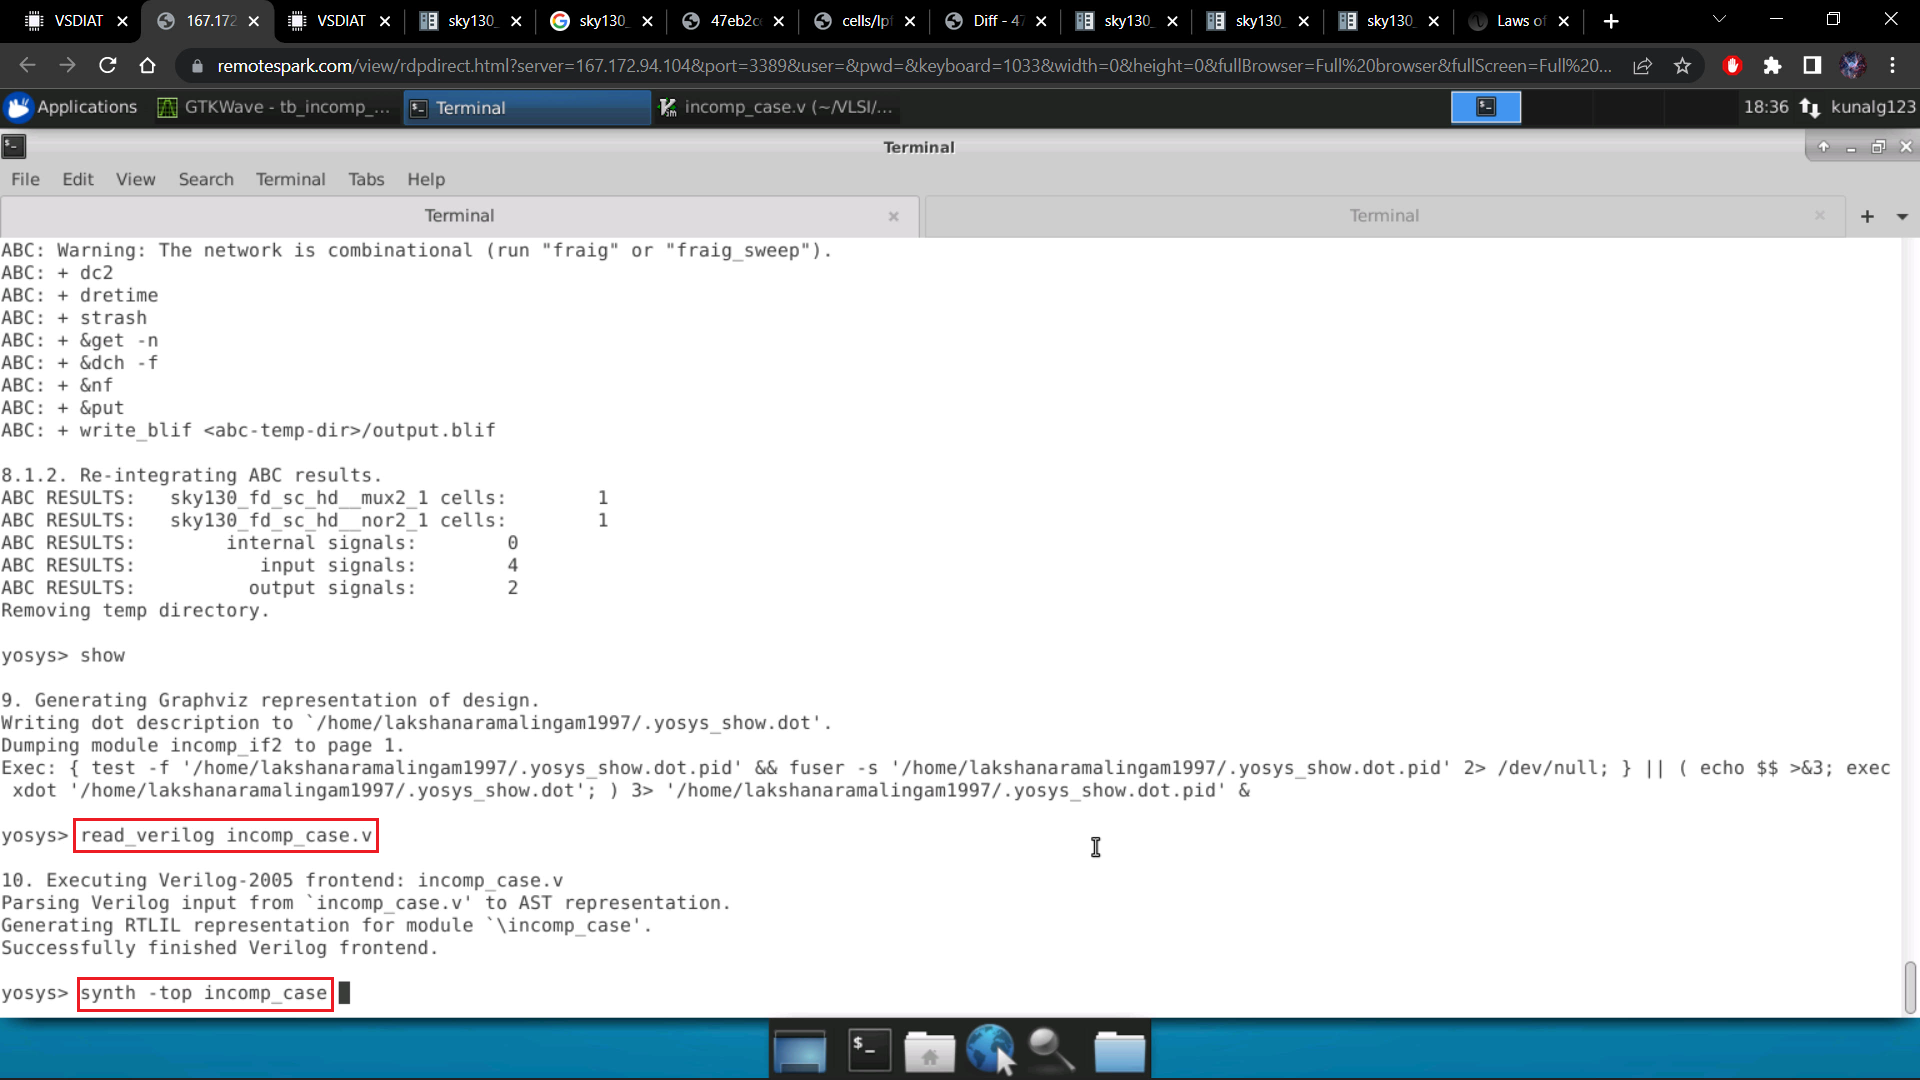 VSDIAT
167.172
VSDIAT
sky130_
sky130_
47eb2c
cells/lpf
Diff - 47
sky130_
sky130_
sky130_
Laws of
remotespark.com/view/rdpdirect.html?server=167.172.94.104&port=3389&user=&pwd=&keyboard=1033&width=0&height=0&fullBrowser=Full%20browser&fullScreen=Full%20...
Applications
GTKWave - tb_incomp_...
Terminal
incomp_case.v (~/VLSI/...
18:36
kunalg123
Terminal
File Edit View Search Terminal Tabs Help
Terminal
Terminal
ABC: Warning: The network is combinational (run "fraig" or "fraig_sweep").
ABC: + dc2
ABC: + dretime
ABC: + strash
ABC: + &get -n
ABC: + &dch -f
ABC: + &nf
ABC: + &put
ABC: + write_blif <abc-temp-dir>/output.blif
8.1.2. Re-integrating ABC results.
ABC RESULTS:   sky130_fd_sc_hd__mux2_1 cells:        1
ABC RESULTS:   sky130_fd_sc_hd__nor2_1 cells:        1
ABC RESULTS:        internal signals:        0
ABC RESULTS:           input signals:        4
ABC RESULTS:          output signals:        2
Removing temp directory.
yosys> show
9. Generating Graphviz representation of design.
Writing dot description to `/home/lakshanaramalingam1997/.yosys_show.dot'.
Dumping module incomp_if2 to page 1.
Exec: { test -f '/home/lakshanaramalingam1997/.yosys_show.dot.pid' && fuser -s '/home/lakshanaramalingam1997/.yosys_show.dot.pid' 2> /dev/null; } || ( echo $$ >&3; exec
xdot '/home/lakshanaramalingam1997/.yosys_show.dot'; ) 3> '/home/lakshanaramalingam1997/.yosys_show.dot.pid' &
yosys> read_verilog incomp_case.v
10. Executing Verilog-2005 frontend: incomp_case.v
Parsing Verilog input from `incomp_case.v' to AST representation.
Generating RTLIL representation for module `\incomp_case'.
Successfully finished Verilog frontend.
yosys> synth -top incomp_case